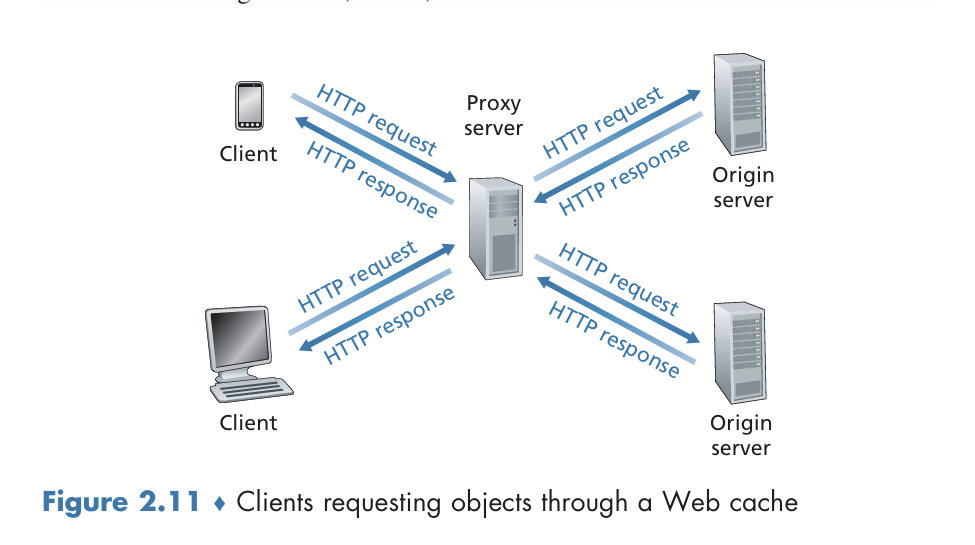 HTTP request
HTTP response
Client
Proxy
server
HTTP request
HTTP response
Origin
server
HTTP request
HTTP response
Client
HTTP request
HTTP response
Origin
server
Figure 2.11 ♦ Clients requesting objects through a Web cache